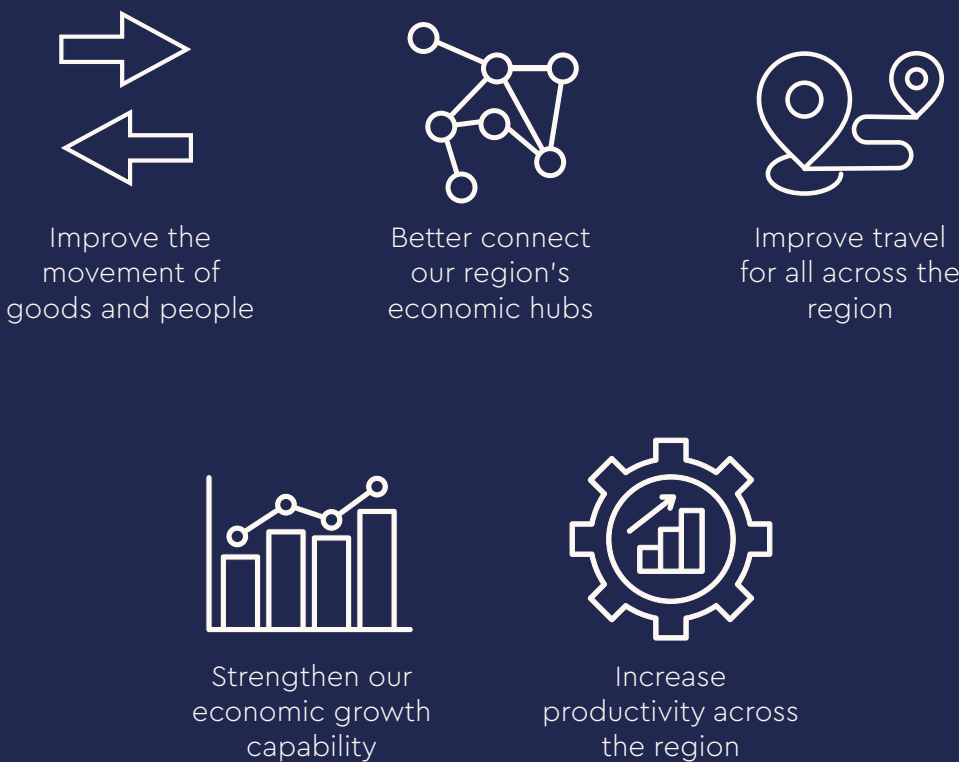 Improve the
movement of
goods and people
Better connect
our region's
economic hubs
Improve travel
for all across the
region
Strengthen our
economic growth
capability
Increase
productivity across
the region